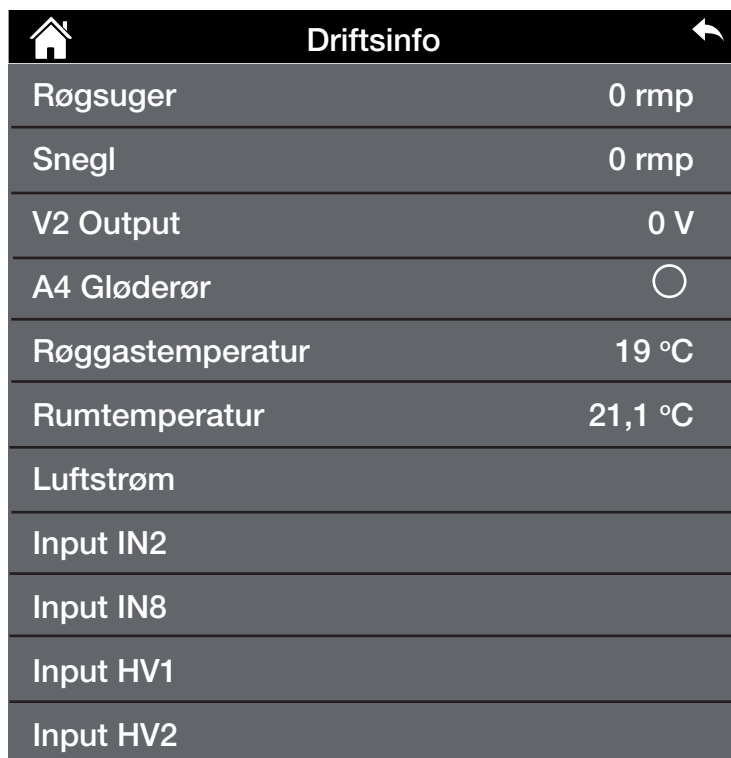 Driftsinfo
Røgsuger 0 rmp
Snegl 0 rmp
V2 Output 0 V
A4 Gløderør
Røggastemperatur 19 °C
Rumtemperatur 21,1 °C
Luftstrøm
Input IN2
Input IN8
Input HV1
Input HV2